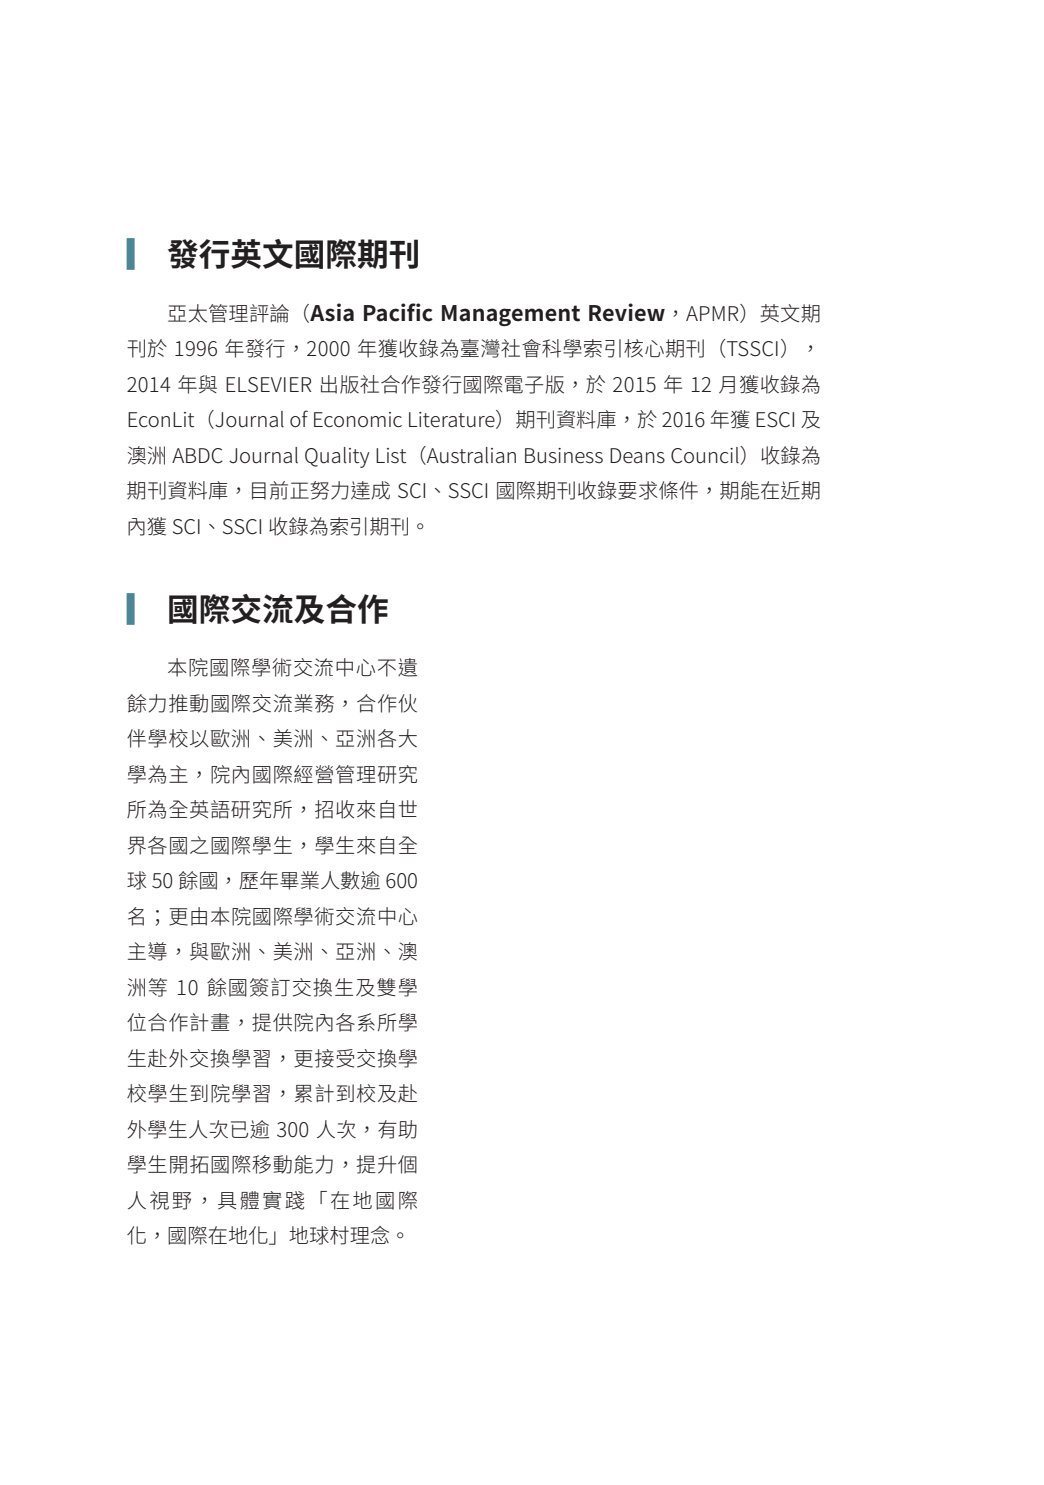 發行英文國際期刊
亞太管理評論（Asia Pacific Management Review，APMR）英文期
刊於 1996 年發行，2000 年獲收錄為臺灣社會科學索引核心期刊（TSSCI），
2014 年與 ELSEVIER 出版社合作發行國際電子版，於 2015 年 12 月獲收錄為
EconLit（Journal of Economic Literature）期刊資料庫，於 2016 年獲 ESCI 及
澳洲 ABDC Journal Quality List（Australian Business Deans Council）收錄為
期刊資料庫，目前正努力達成 SCI、SSCI 國際期刊收錄要求條件，期能在近期
內獲 SCI、SSCI 收錄為索引期刊。
國際交流及合作
本院國際學術交流中心不遺
餘力推動國際交流業務，合作伙
伴學校以歐洲、美洲、亞洲各大
學為主，院內國際經營管理研究
所為全英語研究所，招收來自世
界各國之國際學生，學生來自全
球 50 餘國，歷年畢業人數逾 600
名；更由本院國際學術交流中心
主導，與歐洲、美洲、亞洲、澳
洲等 10 餘國簽訂交換生及雙學
位合作計畫，提供院內各系所學
生赴外交換學習，更接受交換學
校學生到院學習，累計到校及赴
外學生人次已逾 300 人次，有助
學生開拓國際移動能力，提升個
人視野，具體實踐「在地國際
化，國際在地化」地球村理念。